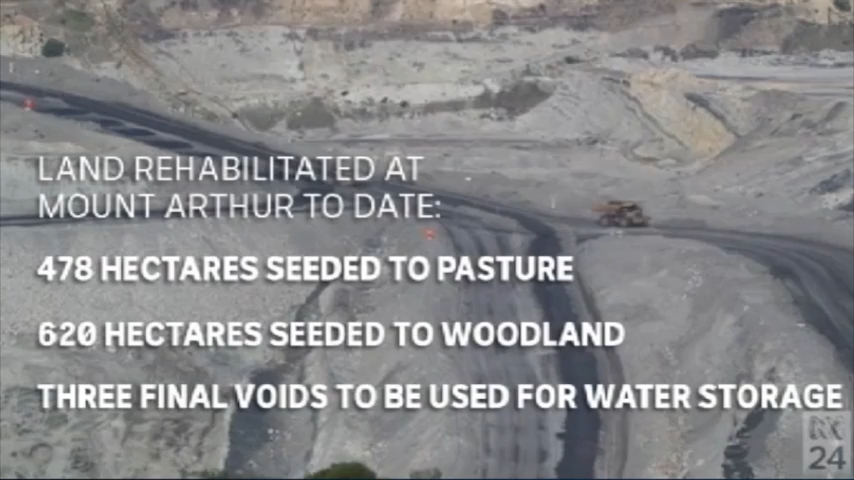 LAND REHABILITATED AT
MOUNT ARTHUR TO DATE:
478 HECTARES SEEDED TO PASTURE
620 HECTARES SEEDED TO WOODLAND
THREE FINAL VOIDS TO BE USED FOR WATER STORAGE
24